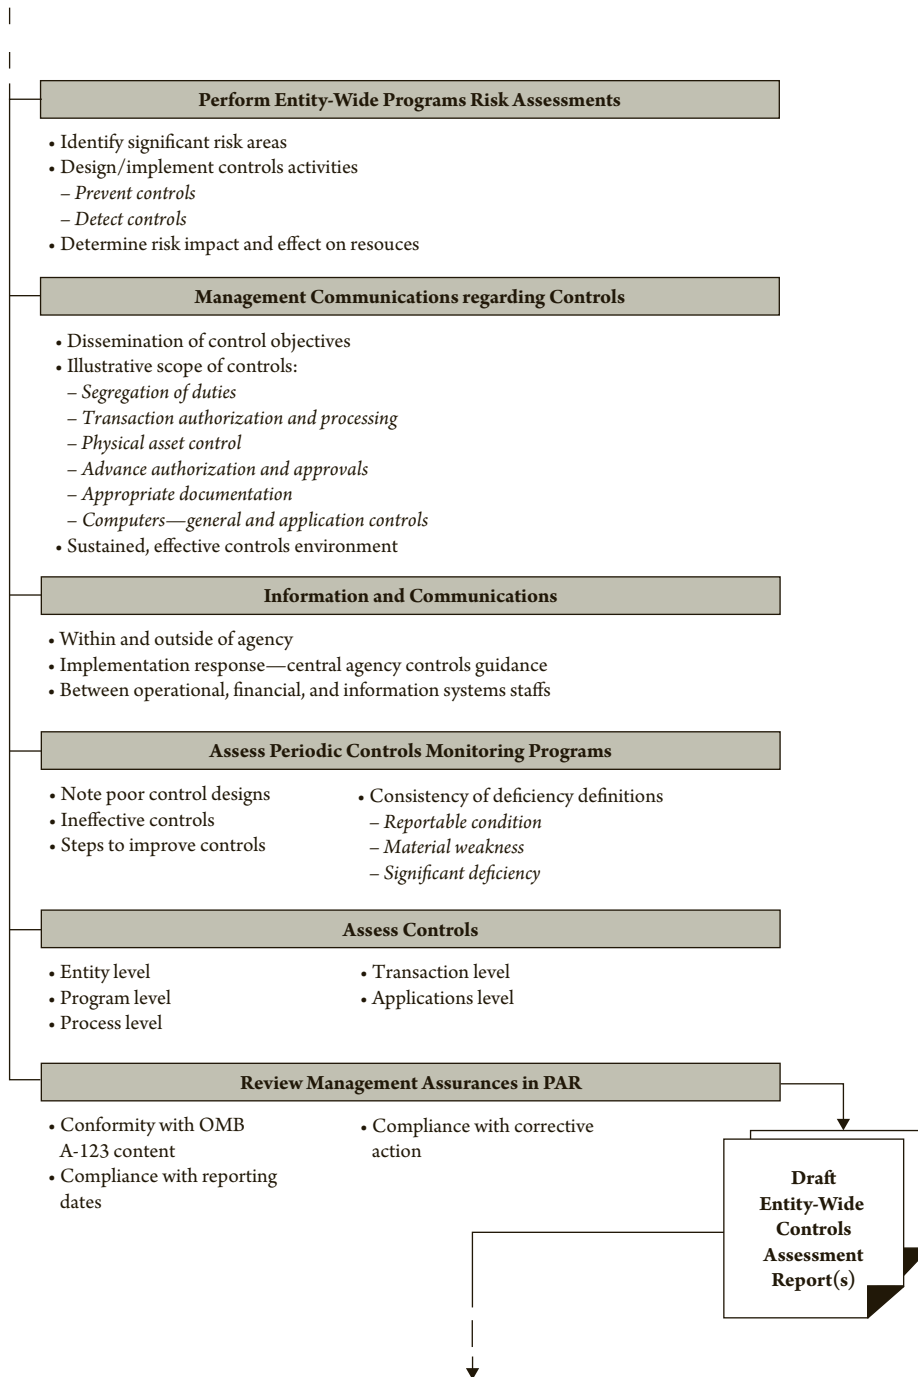 Perform Entity-Wide Programs Risk Assessments
• Identify significant risk areas
• Design/implement controls activities
– Prevent controls
– Detect controls
• Determine risk impact and effect on resouces
Management Communications regarding Controls
• Dissemination of control objectives
• Illustrative scope of controls:
– Segregation of duties
– Transaction authorization and processing
– Physical asset control
– Advance authorization and approvals
– Appropriate documentation
– Computers—general and application controls
• Sustained, effective controls environment
Information and Communications
• Within and outside of agency
• Implementation response—central agency controls guidance
• Between operational, financial, and information systems staffs
Assess Periodic Controls Monitoring Programs
• Note poor control designs
• Ineffective controls
• Steps to improve controls
• Consistency of deficiency definitions
– Reportable condition
– Material weakness
– Significant deficiency
Assess Controls
• Entity level
• Program level
• Process level
• Transaction level
• Applications level
Review Management Assurances in PAR
• Conformity with OMB
A-123 content
• Compliance with reporting
dates
• Compliance with corrective
action
Draft
Entity-Wide
Controls
Assessment
Report(s)